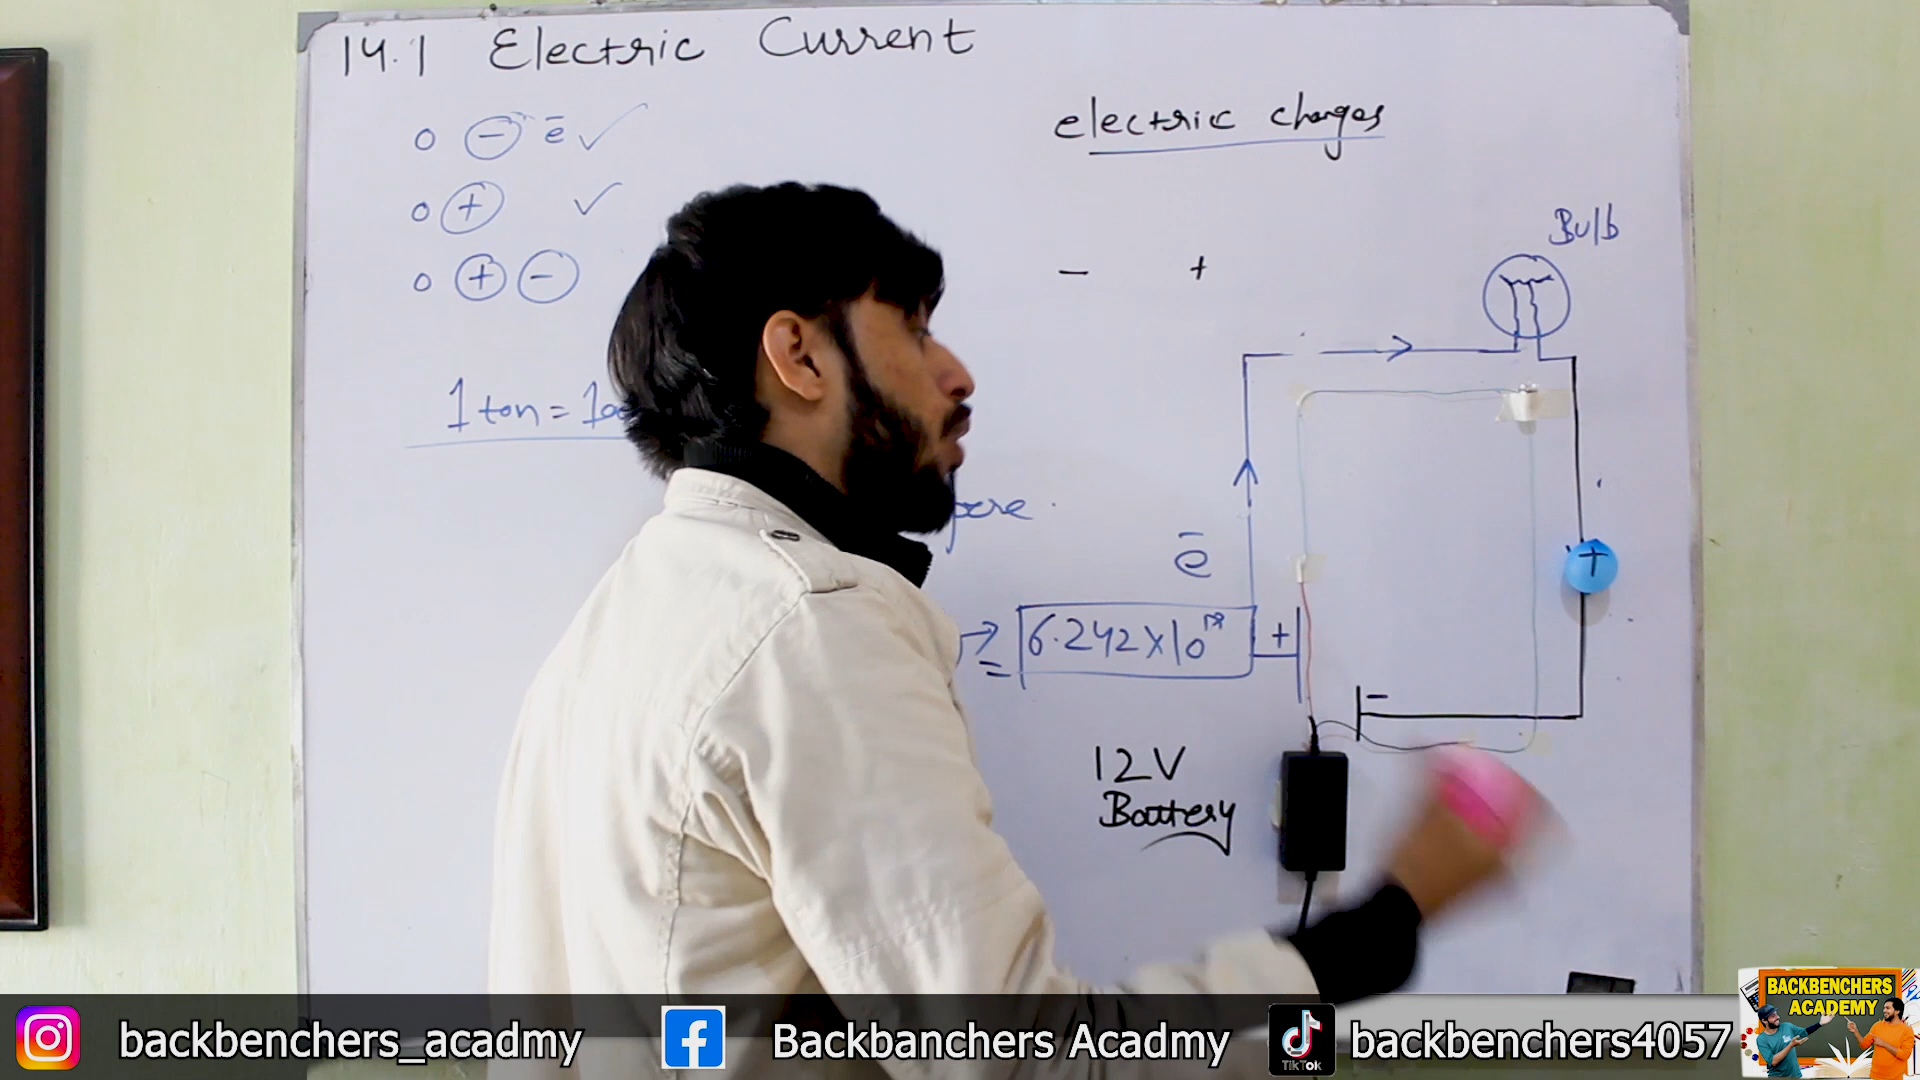 14.1 Electric Current
electric charges
○ ⊖ ē ✓
○ ⊕ ✓
○ ⊕ ⊖
- +
Bulb
1 ton =
ē
6.242 x 10
+
-
+
12V
Battery
backbenchers_acadmy
Backbanchers Acadmy
TikTok
backbenchers4057
BACKBENCHERS
ACADEMY